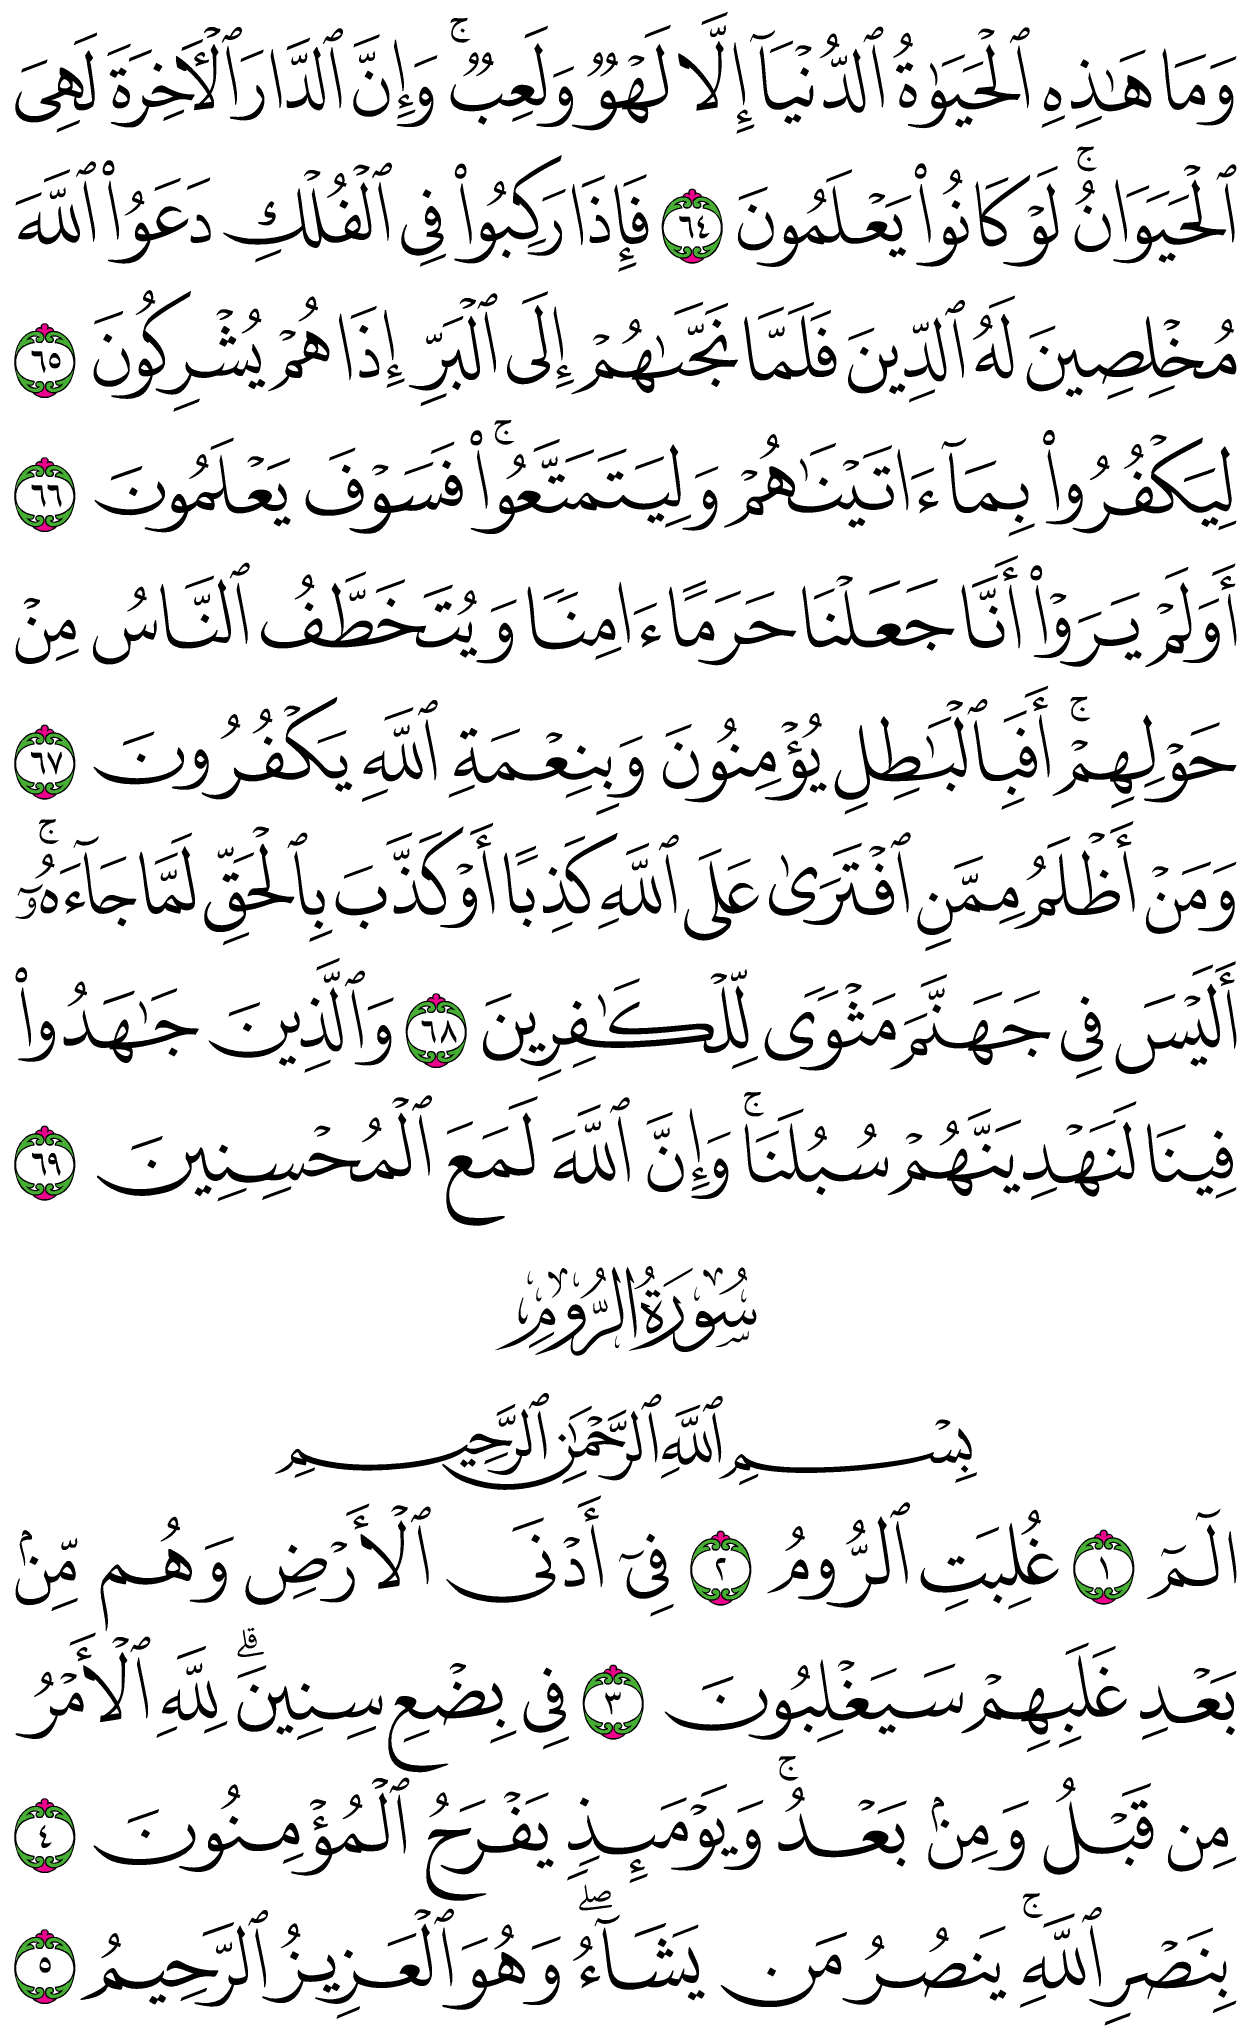 وَمَا هَـٰذِهِ ٱلْحَيَوٰةُ ٱلدُّنْيَآ إِلَّا لَهْوٌ وَلَعِبٌ ۚ وَإِنَّ ٱلدَّارَ ٱلْـَٔاخِرَةَ لَهِىَ
ٱلْحَيَوَانُ ۚ لَوْ كَانُوا۟ يَعْلَمُونَ ٦٤ فَإِذَا رَكِبُوا۟ فِى ٱلْفُلْكِ دَعَوُا۟ ٱللَّهَ
مُخْلِصِينَ لَهُ ٱلدِّينَ فَلَمَّا نَجَّىٰهُمْ إِلَى ٱلْبَرِّ إِذَا هُمْ يُشْرِكُونَ ٦٥
لِيَكْفُرُوا۟ بِمَآ ءَاتَيْنَـٰهُمْ وَلِيَتَمَتَّعُوا۟ ۚ فَسَوْفَ يَعْلَمُونَ ٦٦
أَوَلَمْ يَرَوْا۟ أَنَّا جَعَلْنَا حَرَمًا ءَامِنًا وَيُتَخَطَّفُ ٱلنَّاسُ مِنْ
حَوْلِهِمْ ۚ أَفَبِٱلْبَـٰطِلِ يُؤْمِنُونَ وَبِنِعْمَةِ ٱللَّهِ يَكْفُرُونَ ٦٧
وَمَنْ أَظْلَمُ مِمَّنِ ٱفْتَرَىٰ عَلَى ٱللَّهِ كَذِبًا أَوْ كَذَّبَ بِٱلْحَقِّ لَمَّا جَآءَهُۥٓ ۚ
أَلَيْسَ فِى جَهَنَّمَ مَثْوًى لِّلْكَـٰفِرِينَ ٦٨ وَٱلَّذِينَ جَـٰهَدُوا۟
فِينَا لَنَهْدِيَنَّهُمْ سُبُلَنَا ۚ وَإِنَّ ٱللَّهَ لَمَعَ ٱلْمُحْسِنِينَ ٦٩
سُورَةُ الرُّومِ
بِسْمِ ٱللَّهِ ٱلرَّحْمَـٰنِ ٱلرَّحِيمِ
الٓمٓ ١ غُلِبَتِ ٱلرُّومُ ٢ فِىٓ أَدْنَى ٱلْأَرْضِ وَهُم مِّنۢ
بَعْدِ غَلَبِهِمْ سَيَغْلِبُونَ ٣ فِى بِضْعِ سِنِينَ ۗ لِلَّهِ ٱلْأَمْرُ
مِن قَبْلُ وَمِنۢ بَعْدُ ۚ وَيَوْمَئِذٍ يَفْرَحُ ٱلْمُؤْمِنُونَ ٤
بِنَصْرِ ٱللَّهِ ۚ يَنصُرُ مَن يَشَآءُ ۖ وَهُوَ ٱلْعَزِيزُ ٱلرَّحِيمُ ٥